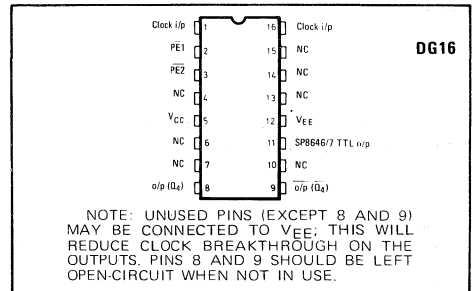 Clock i/p 1 16 Clock i/p
DG16
PE1 2 15 NC
PE2 3 14 NC
NC 4 13 NC
VCC 5 12 VEE
NC 6 11 SP8646/7 TTL o/p
NC 7 10 NC
o/p (Q4) 8 9 o/p (Q4)
NOTE: UNUSED PINS (EXCEPT 8 AND 9)
MAY BE CONNECTED TO VEE; THIS WILL
REDUCE CLOCK BREAKTHROUGH ON THE
OUTPUTS. PINS 8 AND 9 SHOULD BE LEFT
OPEN-CIRCUIT WHEN NOT IN USE.